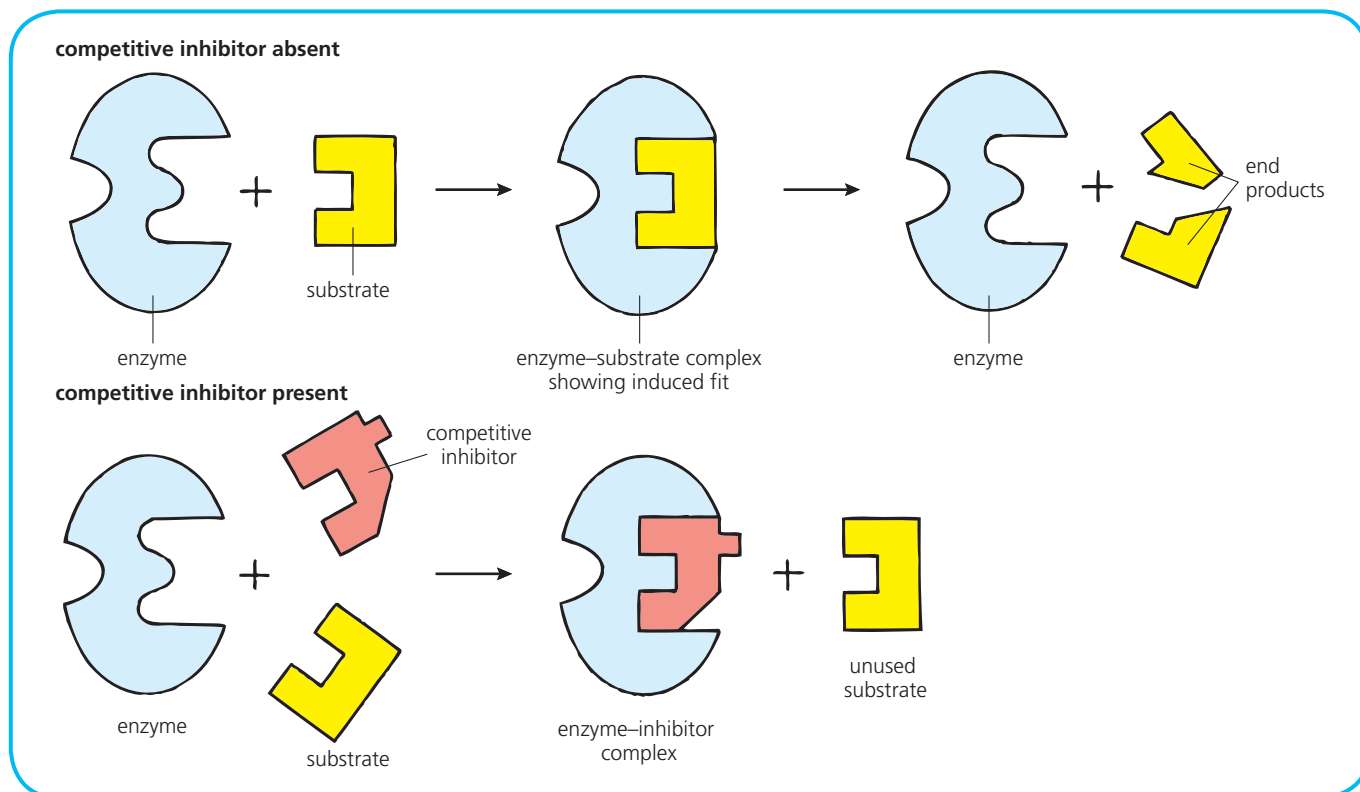 competitive inhibitor absent
substrate
end
products
enzyme
enzyme–substrate complex
showing induced fit
enzyme
competitive inhibitor present
competitive
inhibitor
enzyme
substrate
enzyme–inhibitor
complex
unused
substrate